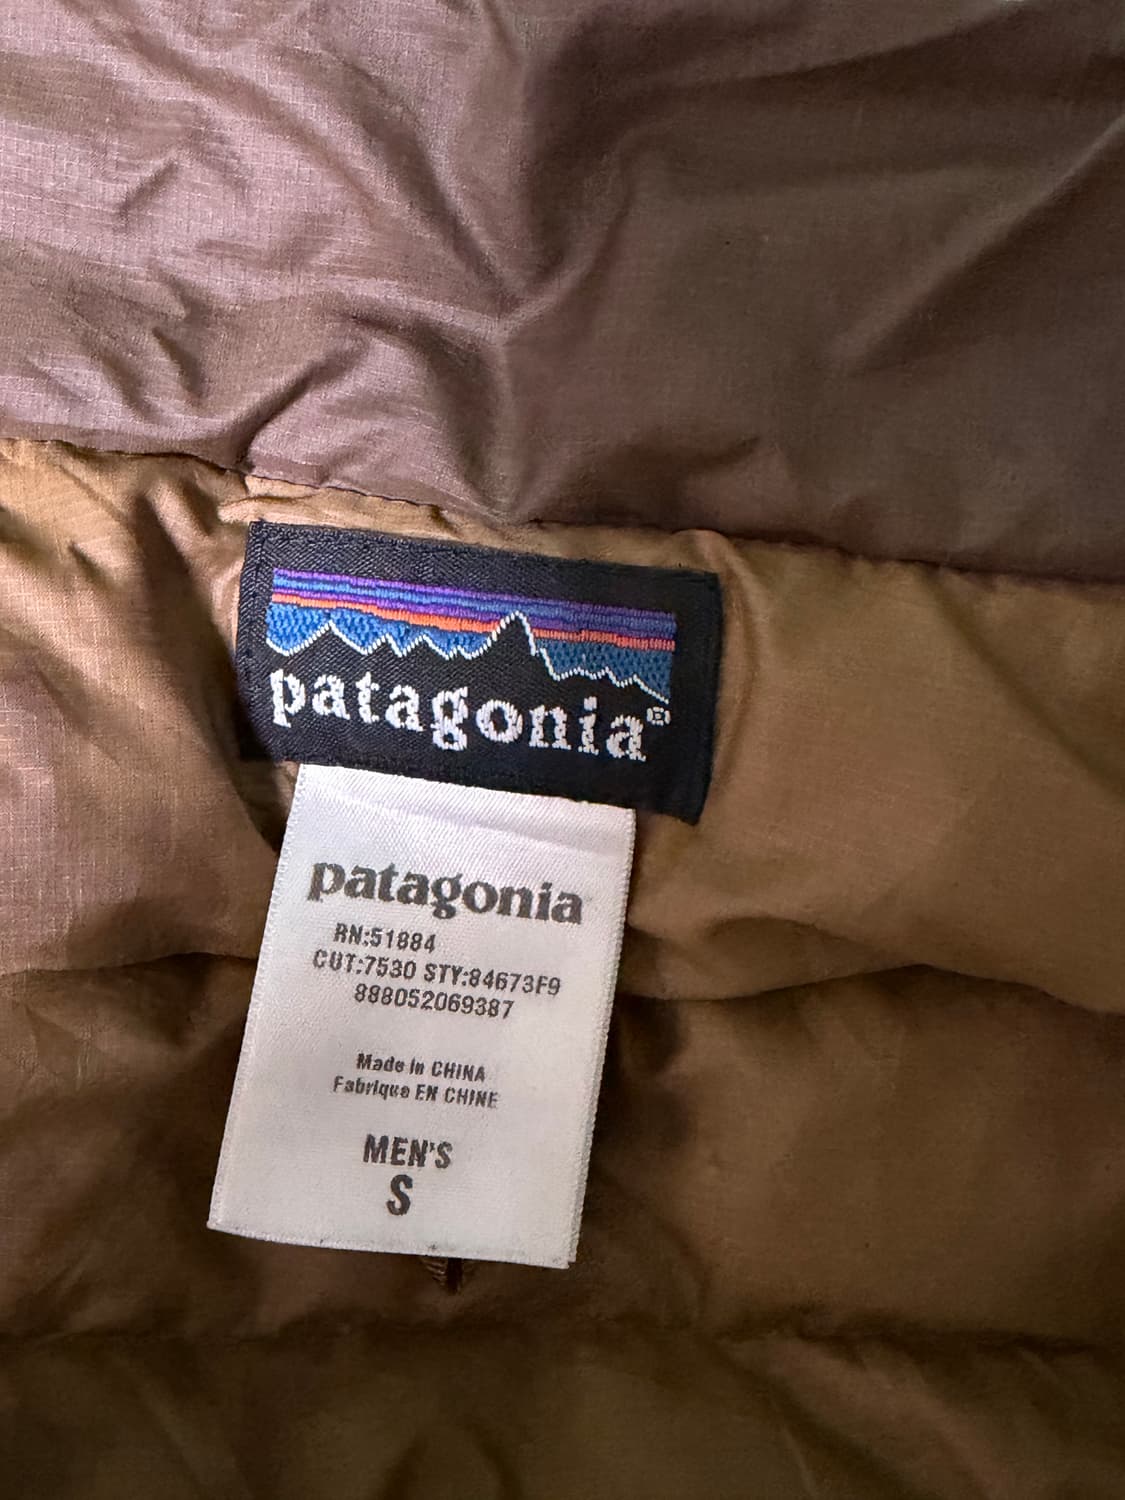 patagonia®
patagonia
RN:51884
CUT:7530 STY:84673F9
888052069387
Made in CHINA
Fabrique EN CHINE
MEN'S
S